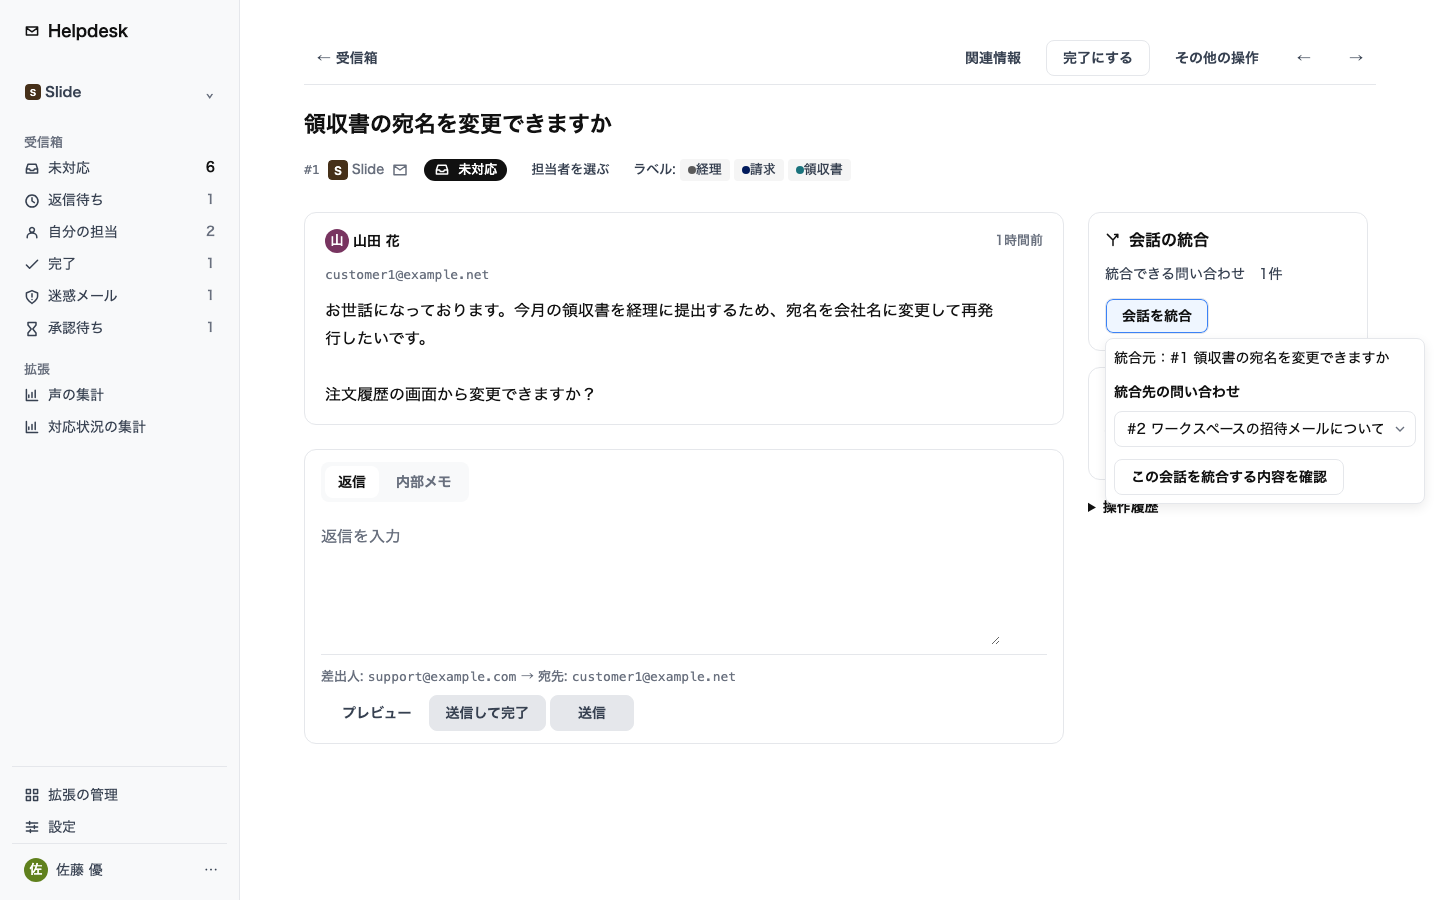 Helpdesk
S Slide
受信箱
未対応 6
返信待ち 1
自分の担当 2
完了 1
迷惑メール 1
承認待ち 1
拡張
声の集計
対応状況の集計
拡張の管理
設定
佐 佐藤 優 …
← 受信箱
関連情報 完了にする その他の操作 ← →
領収書の宛名を変更できますか
#1 S Slide 未対応 担当者を選ぶ ラベル: 経理 請求 領収書
山 山田 花 1時間前
customer1@example.net
お世話になっております。今月の領収書を経理に提出するため、宛名を会社名に変更して再発
行したいです。
注文履歴の画面から変更できますか？
返信 内部メモ
返信を入力
差出人: support@example.com → 宛先: customer1@example.net
プレビュー 送信して完了 送信
会話の統合
統合できる問い合わせ 1件
会話を統合
統合元：#1 領収書の宛名を変更できますか
統合先の問い合わせ
#2 ワークスペースの招待メールについて
この会話を統合する内容を確認
▶ 操作履歴